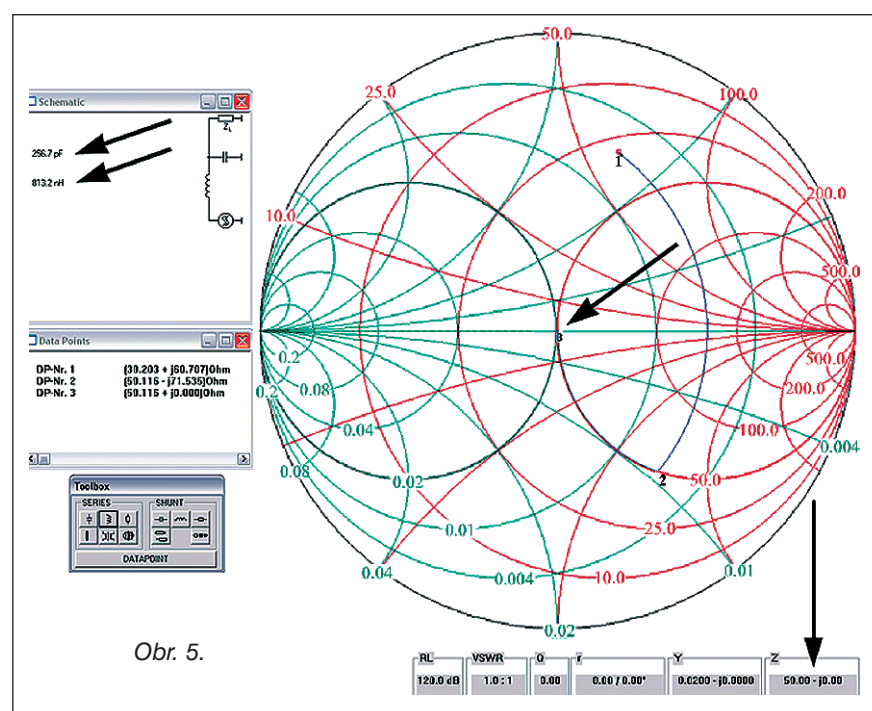 Schematic
Z_L
256.7 pF
813.2 nH
Data Points
DP-Nr. 1 (30.203 + j60.707)Ohm
DP-Nr. 2 (50.116 - j71.535)Ohm
DP-Nr. 3 (50.116 + j0.000)Ohm
Toolbox
SERIES
SHUNT
DATAPOINT
50.0
25.0
100.0
1
10.0
200.0
500.0
3
0.2
0.2
0.08
0.08
0.04
0.04
0.02
0.01
0.004
0.02
2
500.0
200.0
100.0
50.0
25.0
10.0
0.004
0.01
Obr. 5.
RL VSWR Q r Y Z
120.0 dB 1.0 : 1 0.00 0.00 / 0.00° 0.0200 - j0.0000 50.00 - j0.00